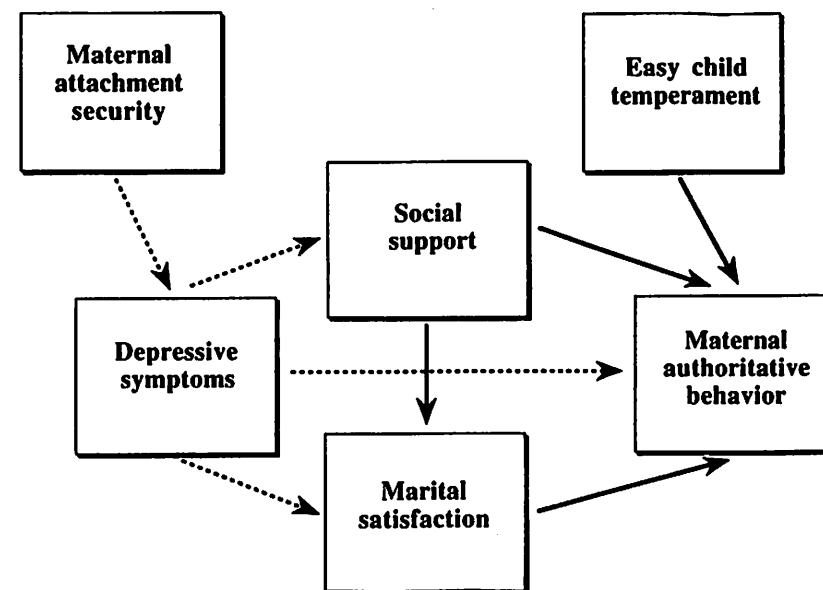 Maternal
attachment
security
Easy child
temperament
Social
support
Depressive
symptoms
Maternal
authoritative
behavior
Marital
satisfaction